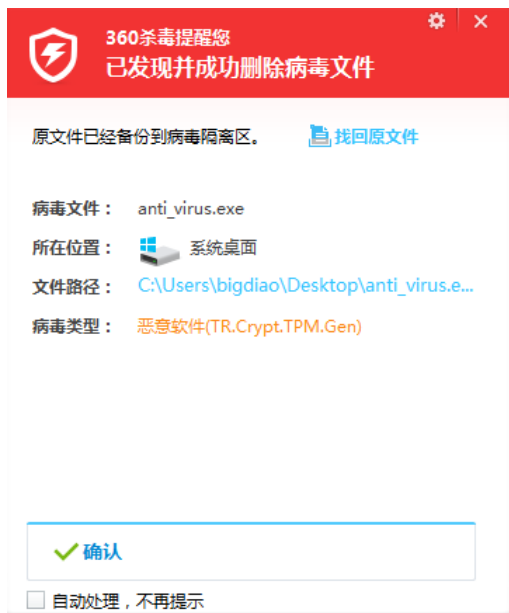 360杀毒提醒您
已发现并成功删除病毒文件
原文件已经备份到病毒隔离区。 找回原文件
病毒文件： anti_virus.exe
所在位置： 系统桌面
文件路径： C:\Users\bigdiao\Desktop\anti_virus.e...
病毒类型： 恶意软件(TR.Crypt.TPM.Gen)
确认
自动处理，不再提示